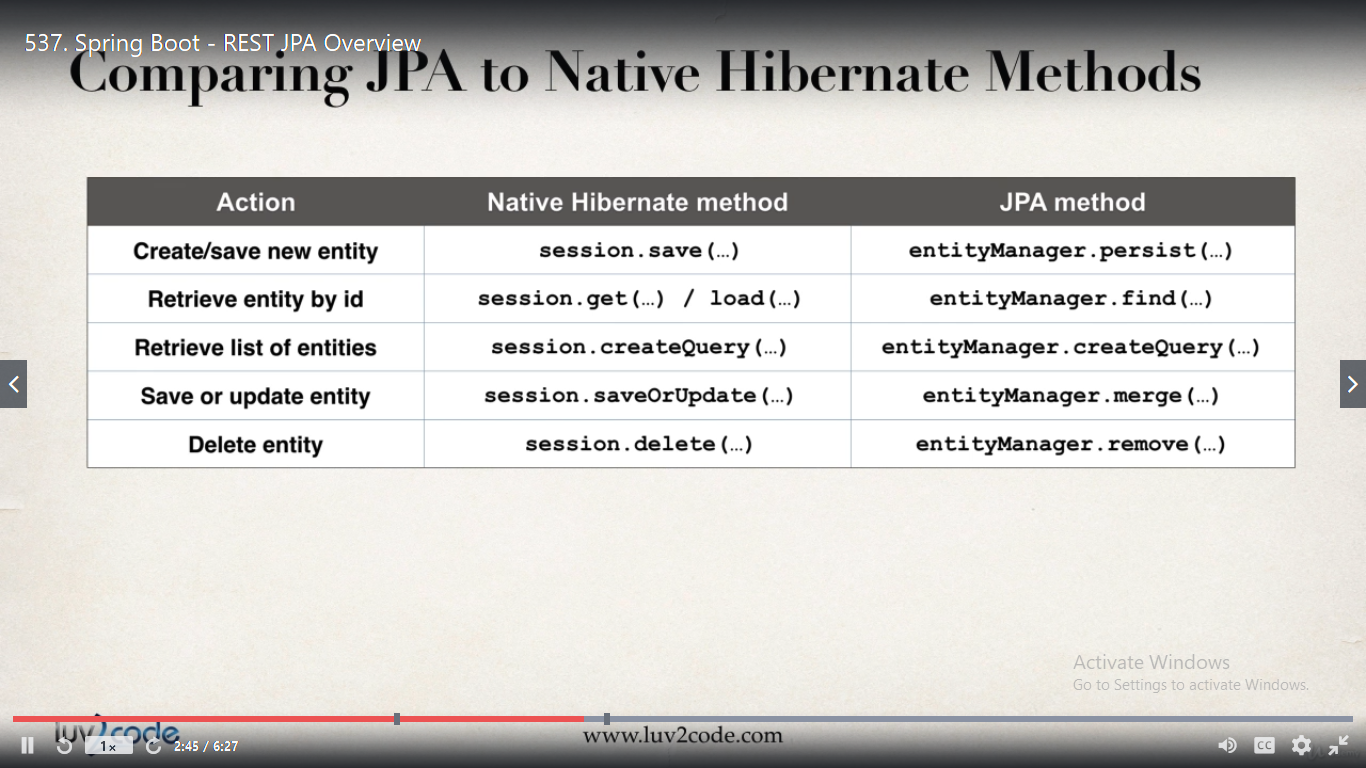 537. Spring Boot - REST JPA Overview
Comparing JPA to Native Hibernate Methods
Action Native Hibernate method JPA method
Create/save new entity session.save(…) entityManager.persist(…)
Retrieve entity by id session.get(…) / load(…) entityManager.find(…)
Retrieve list of entities session.createQuery(…) entityManager.createQuery(…)
Save or update entity session.saveOrUpdate(…) entityManager.merge(…)
Delete entity session.delete(…) entityManager.remove(…)
Activate Windows
Go to Settings to activate Windows.
luv2code
www.luv2code.com
1x 2:45 / 6:27 CC